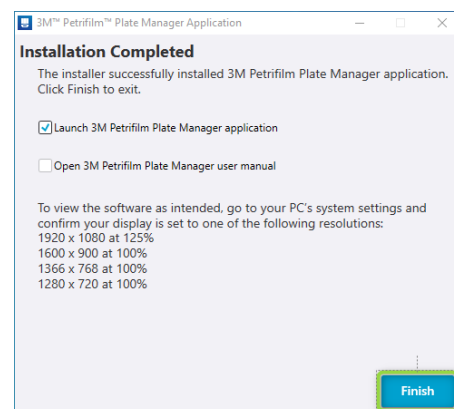 3M™ Petrifilm™ Plate Manager Application
Installation Completed
The installer successfully installed 3M Petrifilm Plate Manager application.
Click Finish to exit.
Launch 3M Petrifilm Plate Manager application
Open 3M Petrifilm Plate Manager user manual
To view the software as intended, go to your PC's system settings and
confirm your display is set to one of the following resolutions:
1920 x 1080 at 125%
1600 x 900 at 100%
1366 x 768 at 100%
1280 x 720 at 100%
Finish